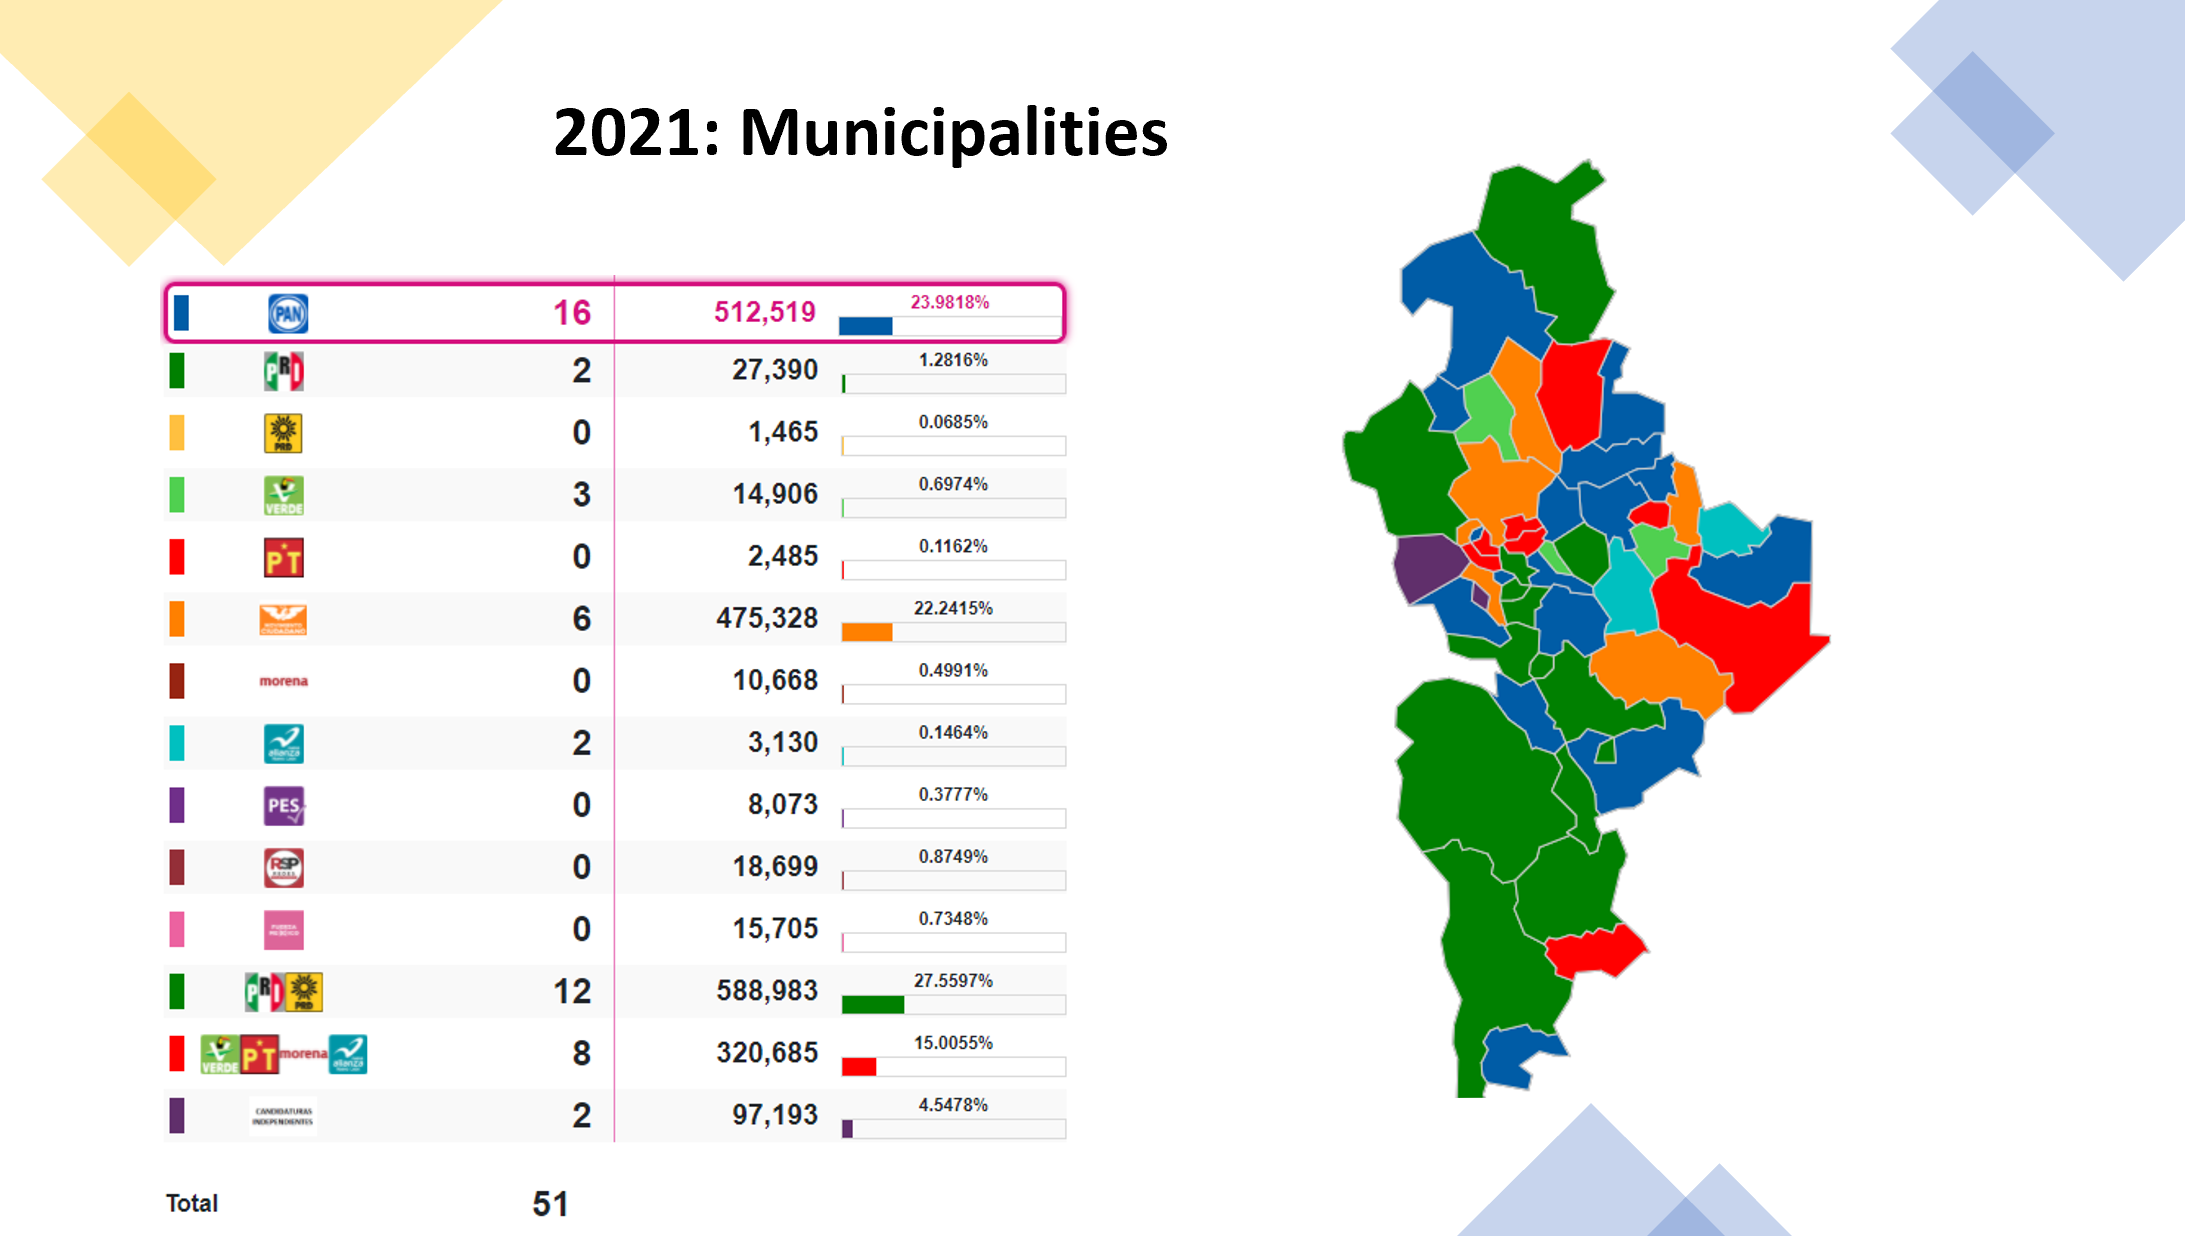 2021: Municipalities
PAN 16 512,519 23.9818%
PRI 2 27,390 1.2816%
PRD 0 1,465 0.0685%
VERDE 3 14,906 0.6974%
PT 0 2,485 0.1162%
MOVIMIENTO CIUDADANO 6 475,328 22.2415%
morena 0 10,668 0.4991%
alianza 2 3,130 0.1464%
PES 0 8,073 0.3777%
RSP 0 18,699 0.8749%
FUERZA MÉXICO 0 15,705 0.7348%
PRI PRD 12 588,983 27.5597%
VERDE PT morena alianza 8 320,685 15.0055%
CANDIDATURAS INDEPENDIENTES 2 97,193 4.5478%
Total 51